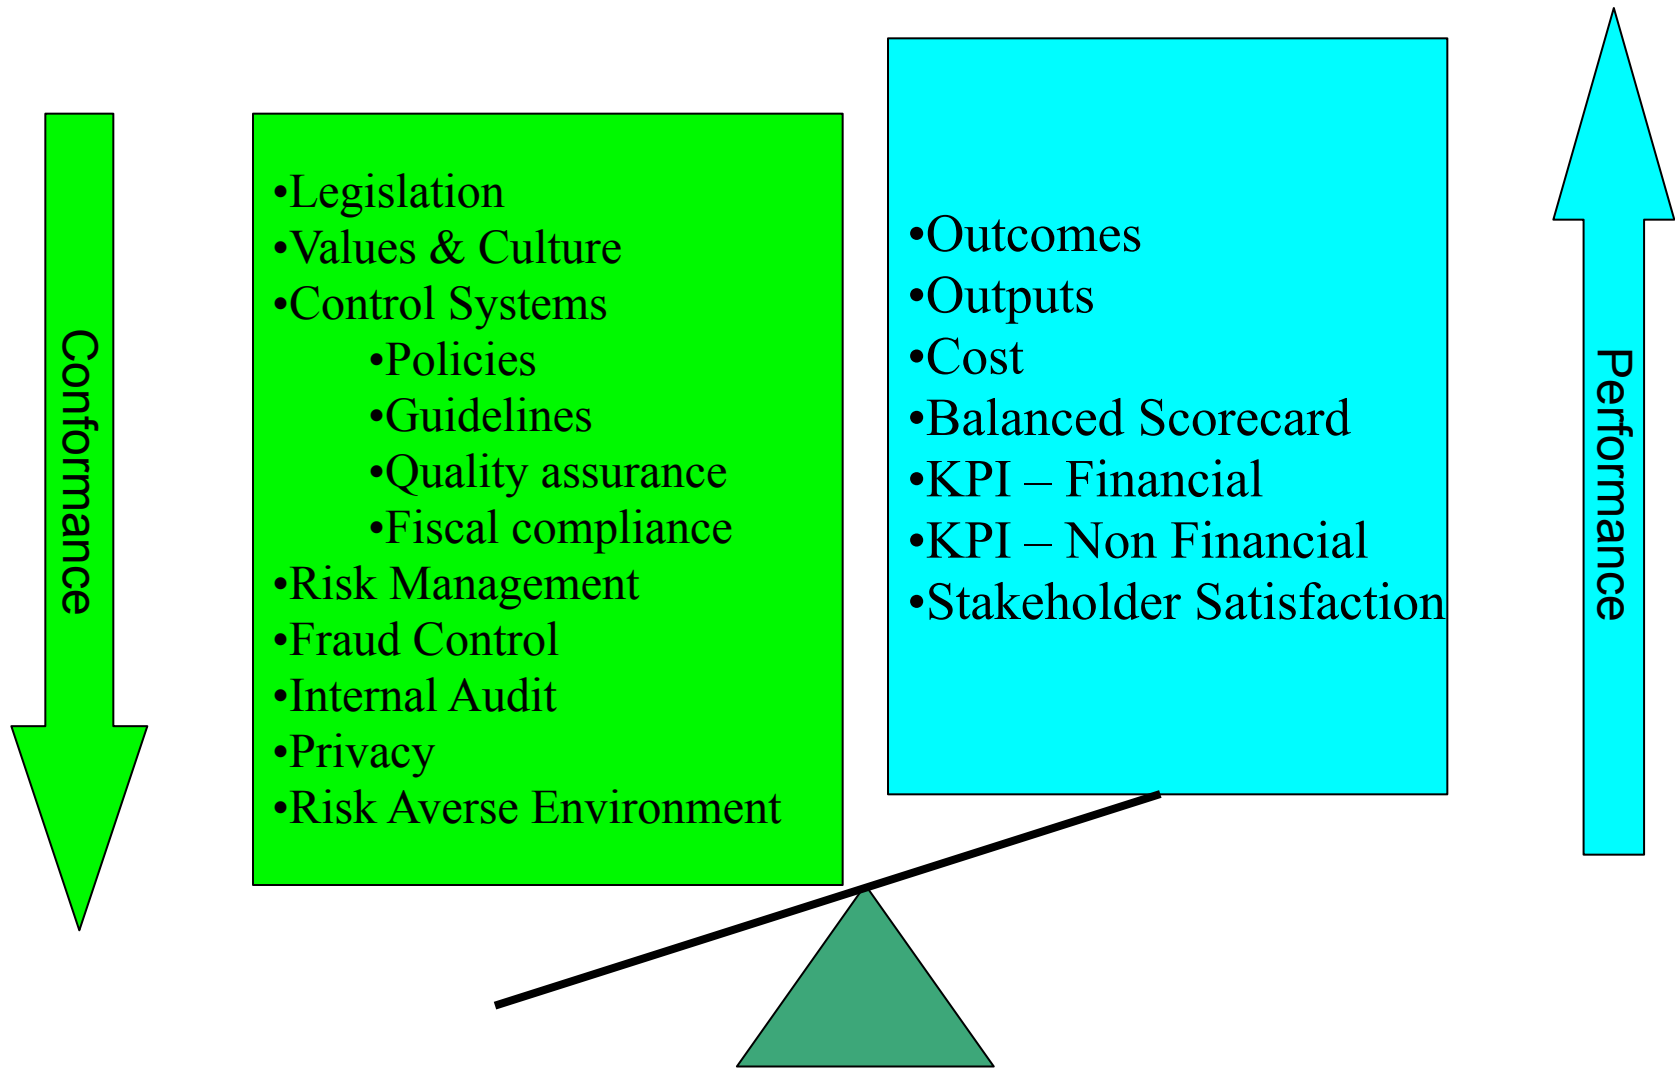 Conformance
•Legislation
•Values & Culture
•Control Systems
•Policies
•Guidelines
•Quality assurance
•Fiscal compliance
•Risk Management
•Fraud Control
•Internal Audit
•Privacy
•Risk Averse Environment
•Outcomes
•Outputs
•Cost
•Balanced Scorecard
•KPI – Financial
•KPI – Non Financial
•Stakeholder Satisfaction
Performance